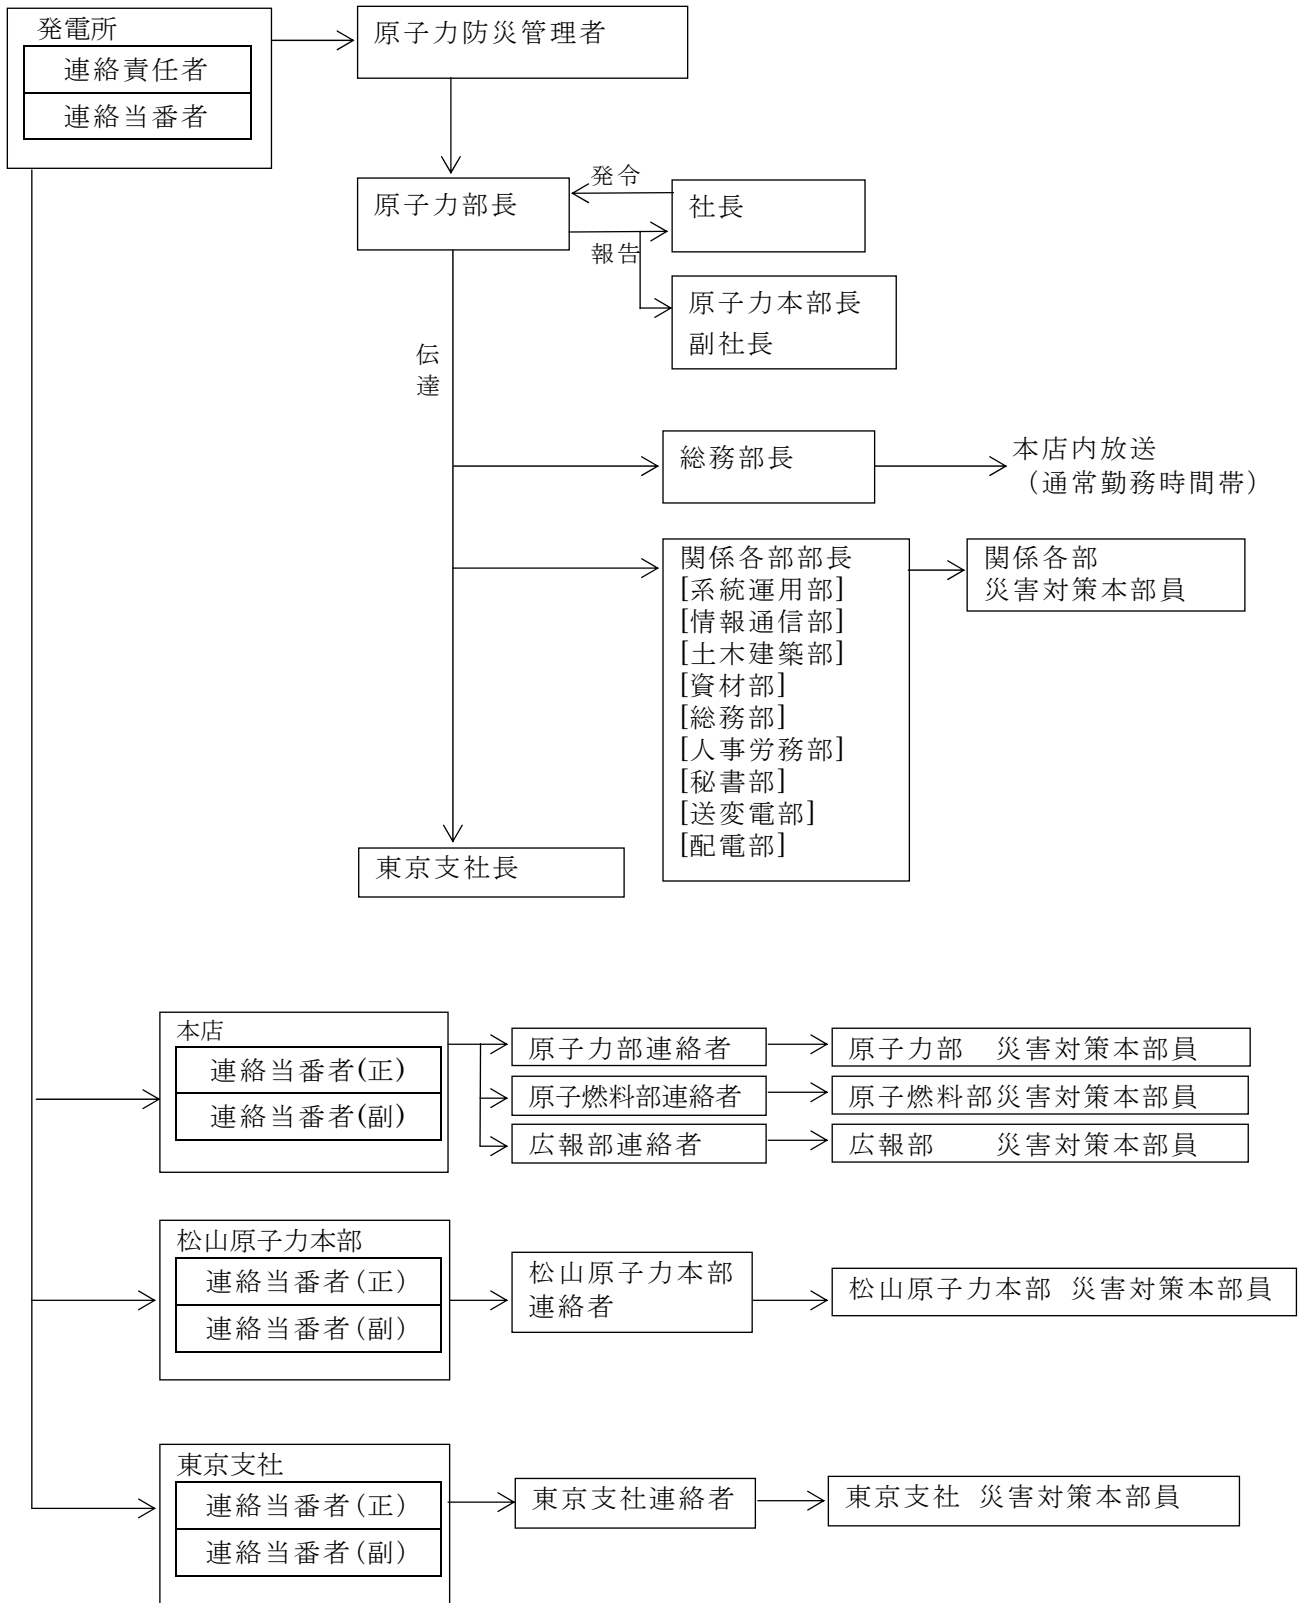 発電所
連絡責任者
連絡当番者
原子力防災管理者
原子力部長
発令
報告
社長
原子力本部長
副社長
伝
達
総務部長
本店内放送
（通常勤務時間帯）
関係各部部長
[系統運用部]
[情報通信部]
[土木建築部]
[資材部]
[総務部]
[人事労務部]
[秘書部]
[送変電部]
[配電部]
関係各部
災害対策本部員
東京支社長
本店
連絡当番者(正)
連絡当番者(副)
原子力部連絡者
原子力部　災害対策本部員
原子燃料部連絡者
原子燃料部災害対策本部員
広報部連絡者
広報部　　災害対策本部員
松山原子力本部
連絡当番者(正)
連絡当番者(副)
松山原子力本部
連絡者
松山原子力本部 災害対策本部員
東京支社
連絡当番者(正)
連絡当番者(副)
東京支社連絡者
東京支社 災害対策本部員